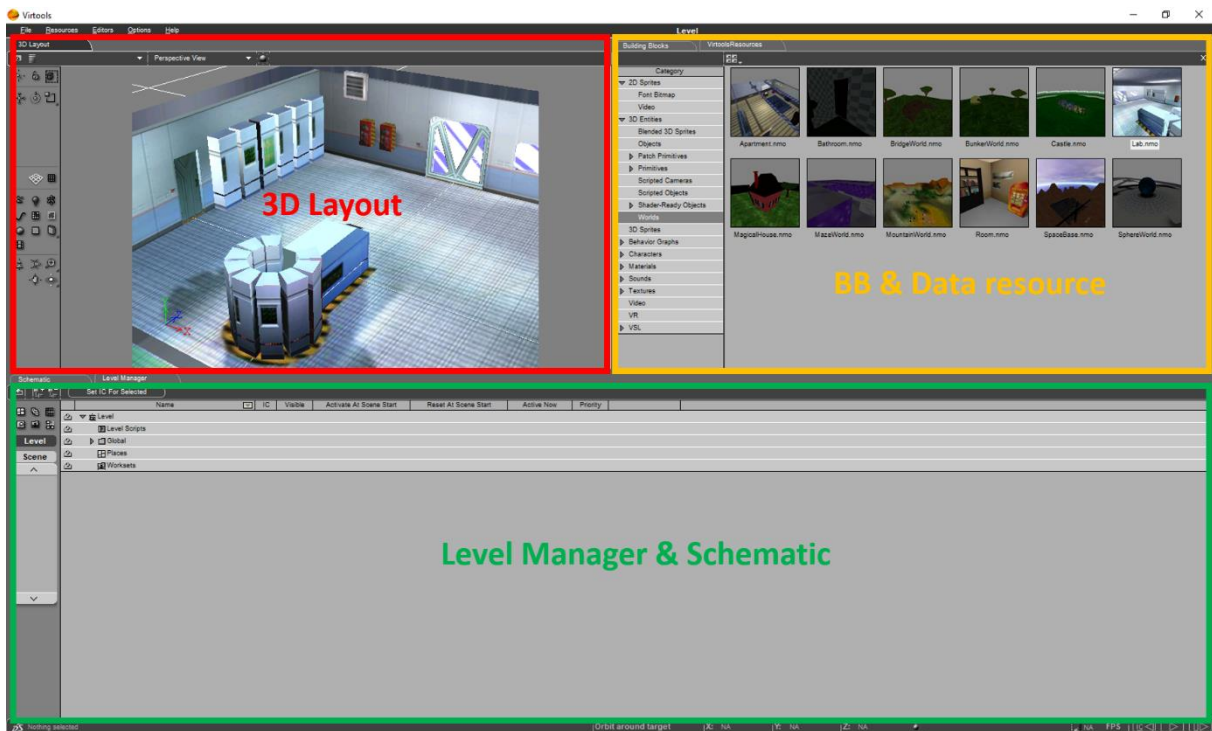 Virtools
File Resources Editors Options Help
Level
3D Layout
Perspective View
3D Layout
Building Blocks VirtoolsResources
X
Category
2D Sprites
Font Bitmap
Video
3D Entities
Blended 3D Sprites
Objects
Patch Primitives
Primitives
Scripted Cameras
Scripted Objects
Shader-Ready Objects
Worlds
3D Sprites
Behavior Graphs
Characters
Materials
Sounds
Textures
Video
VR
VSL
Apartment.nmo Bathroom.nmo BridgeWorld.nmo BunkerWorld.nmo Castle.nmo Lab.nmo
MagicalHouse.nmo MazeWorld.nmo MountainWorld.nmo Room.nmo SpaceBase.nmo SphereWorld.nmo
BB & Data resource
Schematic Level Manager
Set IC For Selected
Name IC Visible Activate At Scene Start Reset At Scene Start Active Now Priority
Level
Scene
Level
Level Scripts
Global
Places
Worksets
Level Manager & Schematic
Nothing selected Orbit around target X: NA Y: NA Z: NA NA FPS